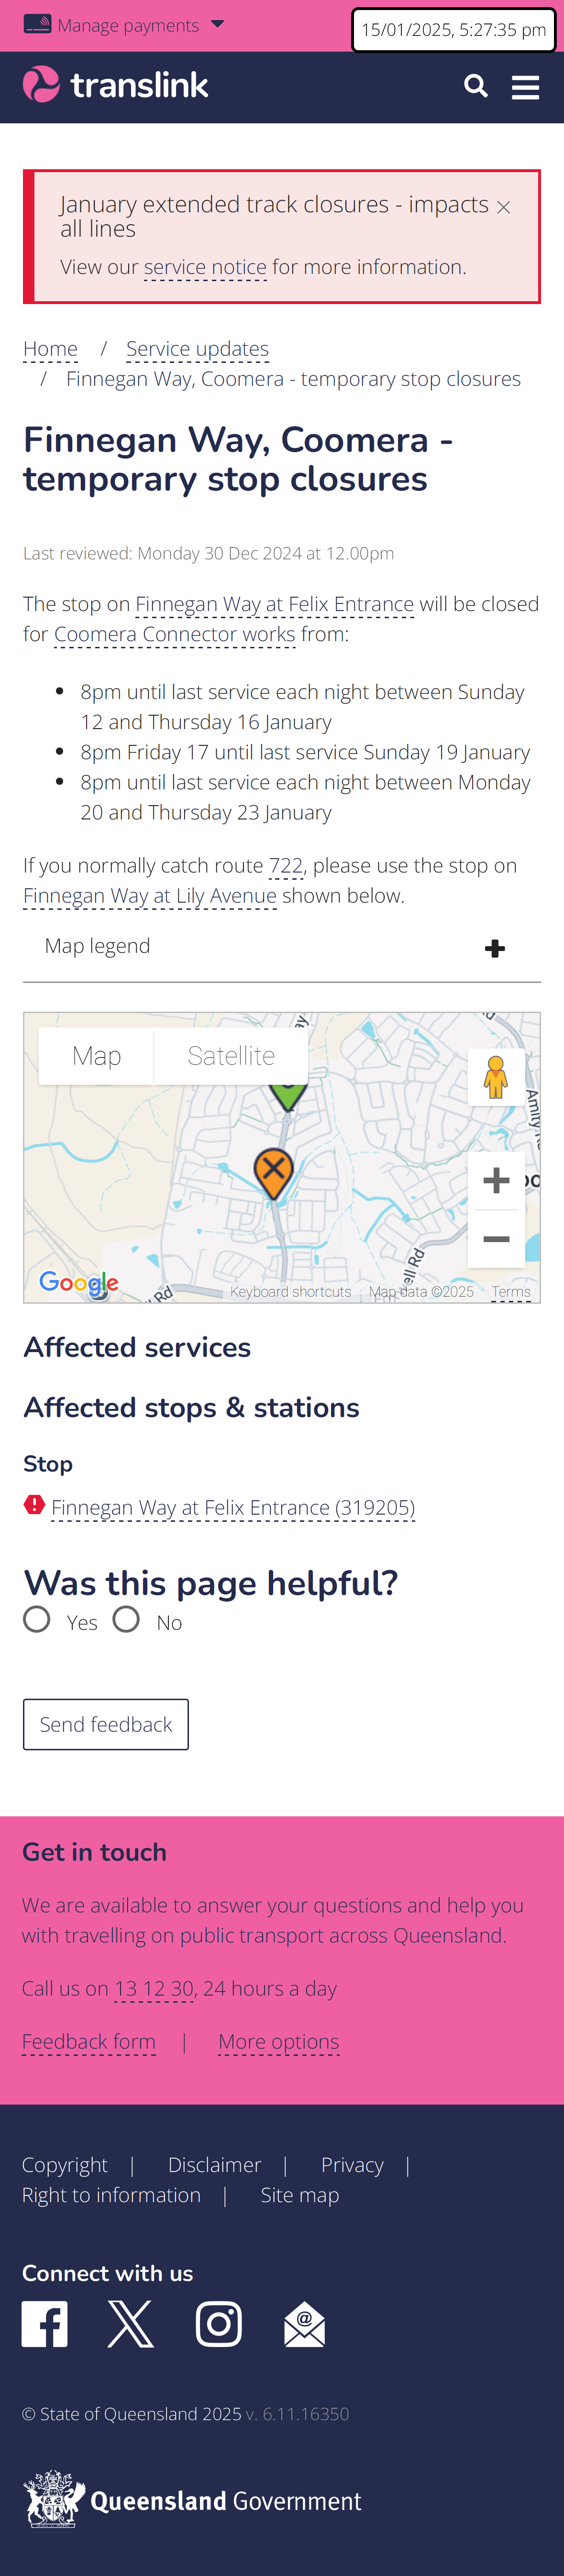 Manage payments
15/01/2025, 5:27:35 pm
translink
January extended track closures - impacts
all lines
View our service notice for more information.
Home / Service updates
/ Finnegan Way, Coomera - temporary stop closures
Finnegan Way, Coomera -
temporary stop closures
Last reviewed: Monday 30 Dec 2024 at 12.00pm
The stop on Finnegan Way at Felix Entrance will be closed
for Coomera Connector works from:
• 8pm until last service each night between Sunday
12 and Thursday 16 January
• 8pm Friday 17 until last service Sunday 19 January
• 8pm until last service each night between Monday
20 and Thursday 23 January
If you normally catch route 722, please use the stop on
Finnegan Way at Lily Avenue shown below.
Map legend
Map
Satellite
Amity
Rd
Google
Keyboard shortcuts
Map data ©2025
Terms
Affected services
Affected stops & stations
Stop
Finnegan Way at Felix Entrance (319205)
Was this page helpful?
Yes
No
Send feedback
Get in touch
We are available to answer your questions and help you
with travelling on public transport across Queensland.
Call us on 13 12 30, 24 hours a day
Feedback form | More options
Copyright | Disclaimer | Privacy |
Right to information | Site map
Connect with us
© State of Queensland 2025 v. 6.11.16350
Queensland Government